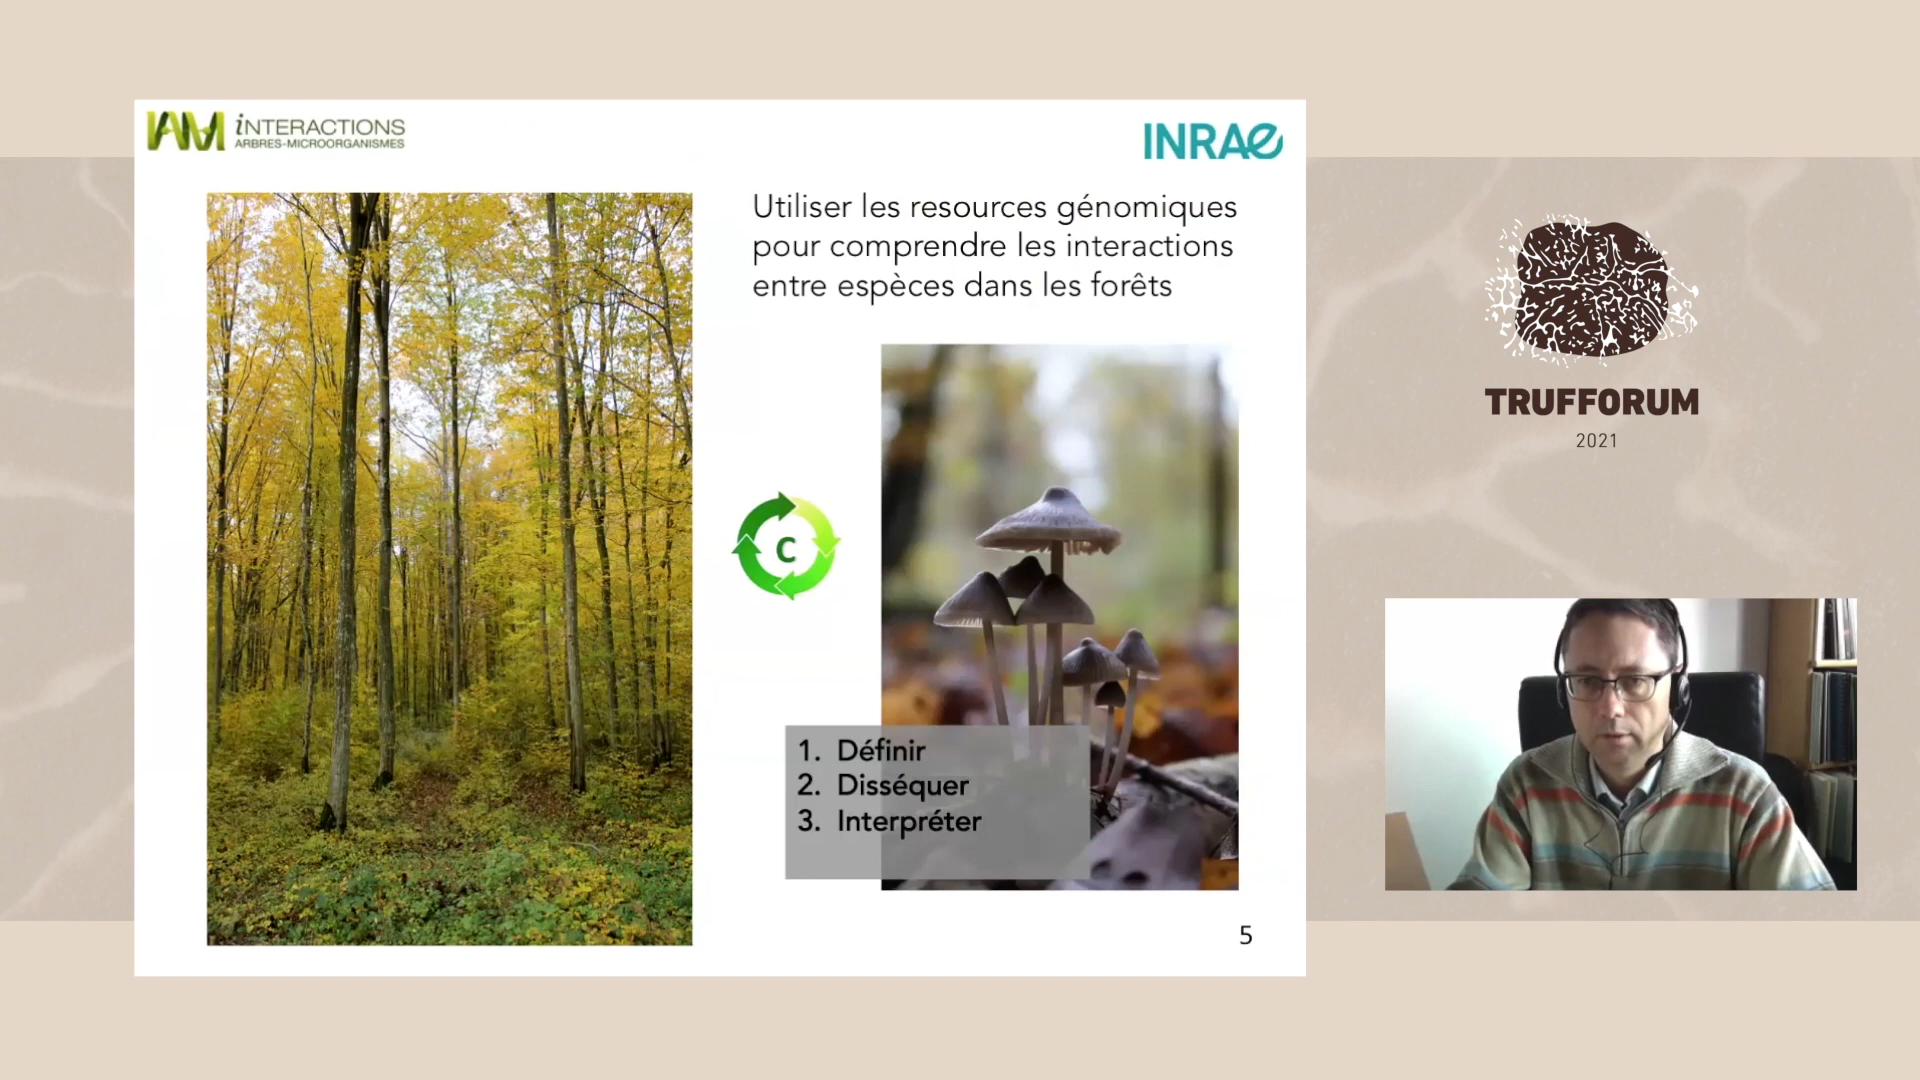 IAM iNTERACTIONS
ARBRES-MICROORGANISMES
INRAE
Utiliser les resources génomiques
pour comprendre les interactions
entre espèces dans les forêts
C
1. Définir
2. Disséquer
3. Interpréter
5
TRUFFORUM
2021